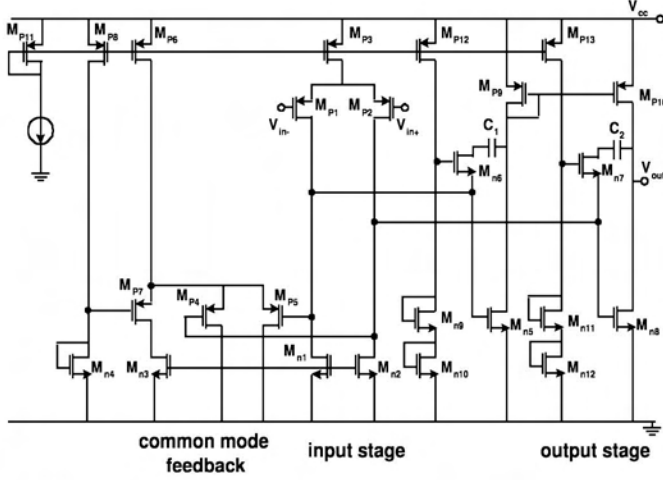 Vcc
MP11
MP8
MP6
MP3
MP12
MP13
MP9
MP10
MP1
MP2
Vin-
Vin+
C1
C2
Mn6
Mn7
Vout
MP7
MP4
MP5
Mn9
Mn5
Mn11
Mn8
Mn4
Mn3
Mn1
Mn2
Mn10
Mn12
common mode
feedback
input stage
output stage